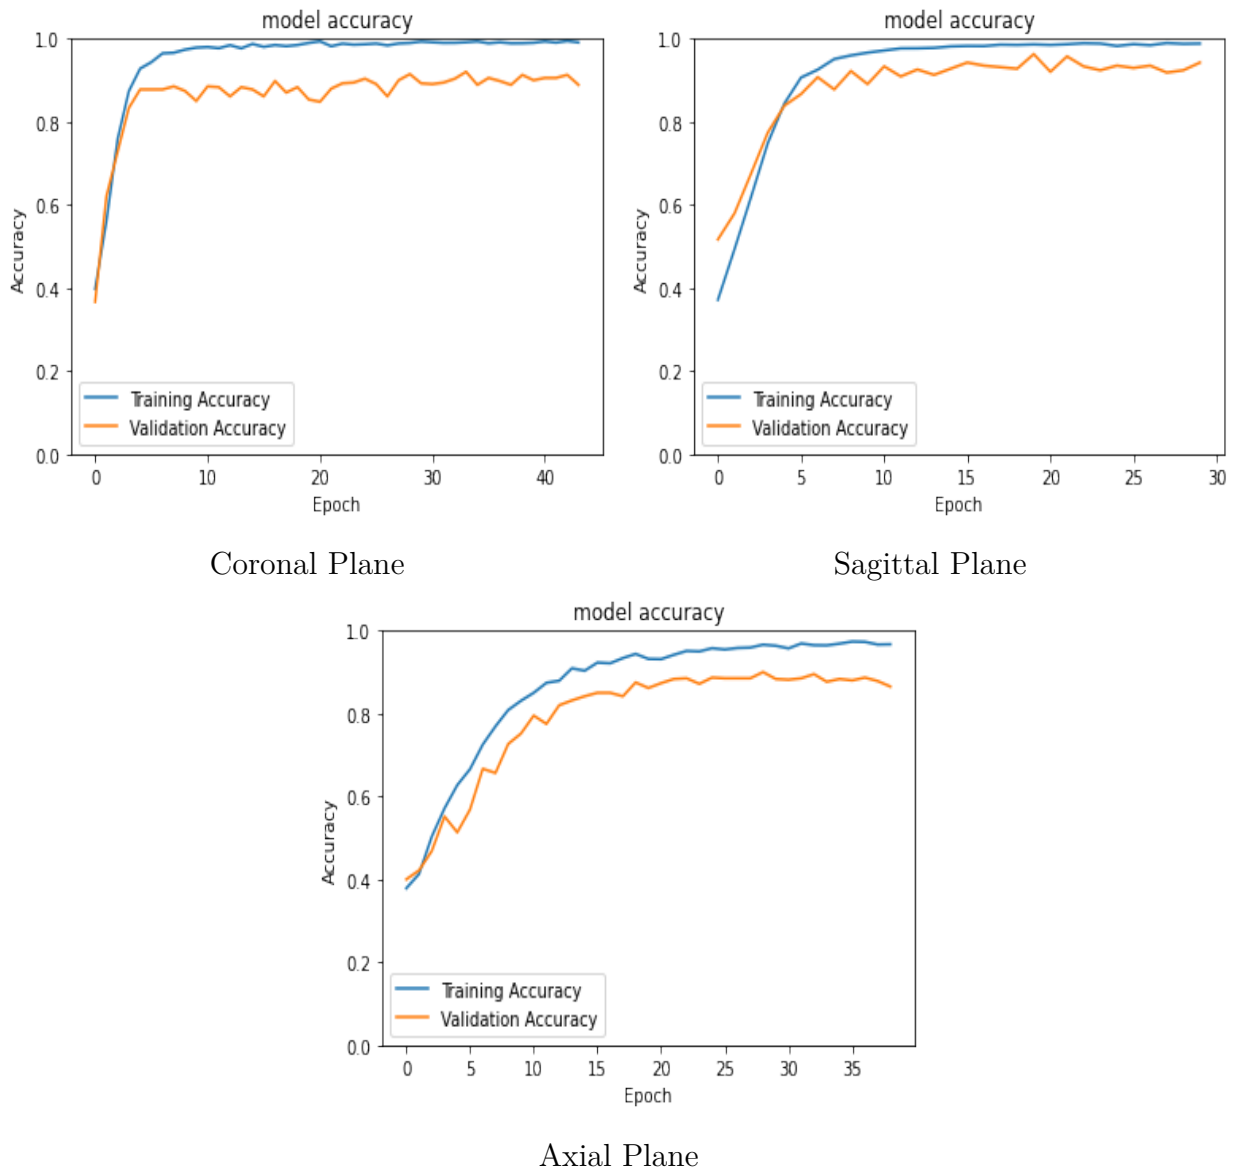 model accuracy
1.0
0.8
0.6
0.4
0.2
0.0
Accuracy
Training Accuracy
Validation Accuracy
0 10 20 30 40
Epoch
Coronal Plane
model accuracy
1.0
0.8
0.6
0.4
0.2
0.0
Accuracy
Training Accuracy
Validation Accuracy
0 5 10 15 20 25 30
Epoch
Sagittal Plane
model accuracy
1.0
0.8
0.6
0.4
0.2
0.0
Accuracy
Training Accuracy
Validation Accuracy
0 5 10 15 20 25 30 35
Epoch
Axial Plane